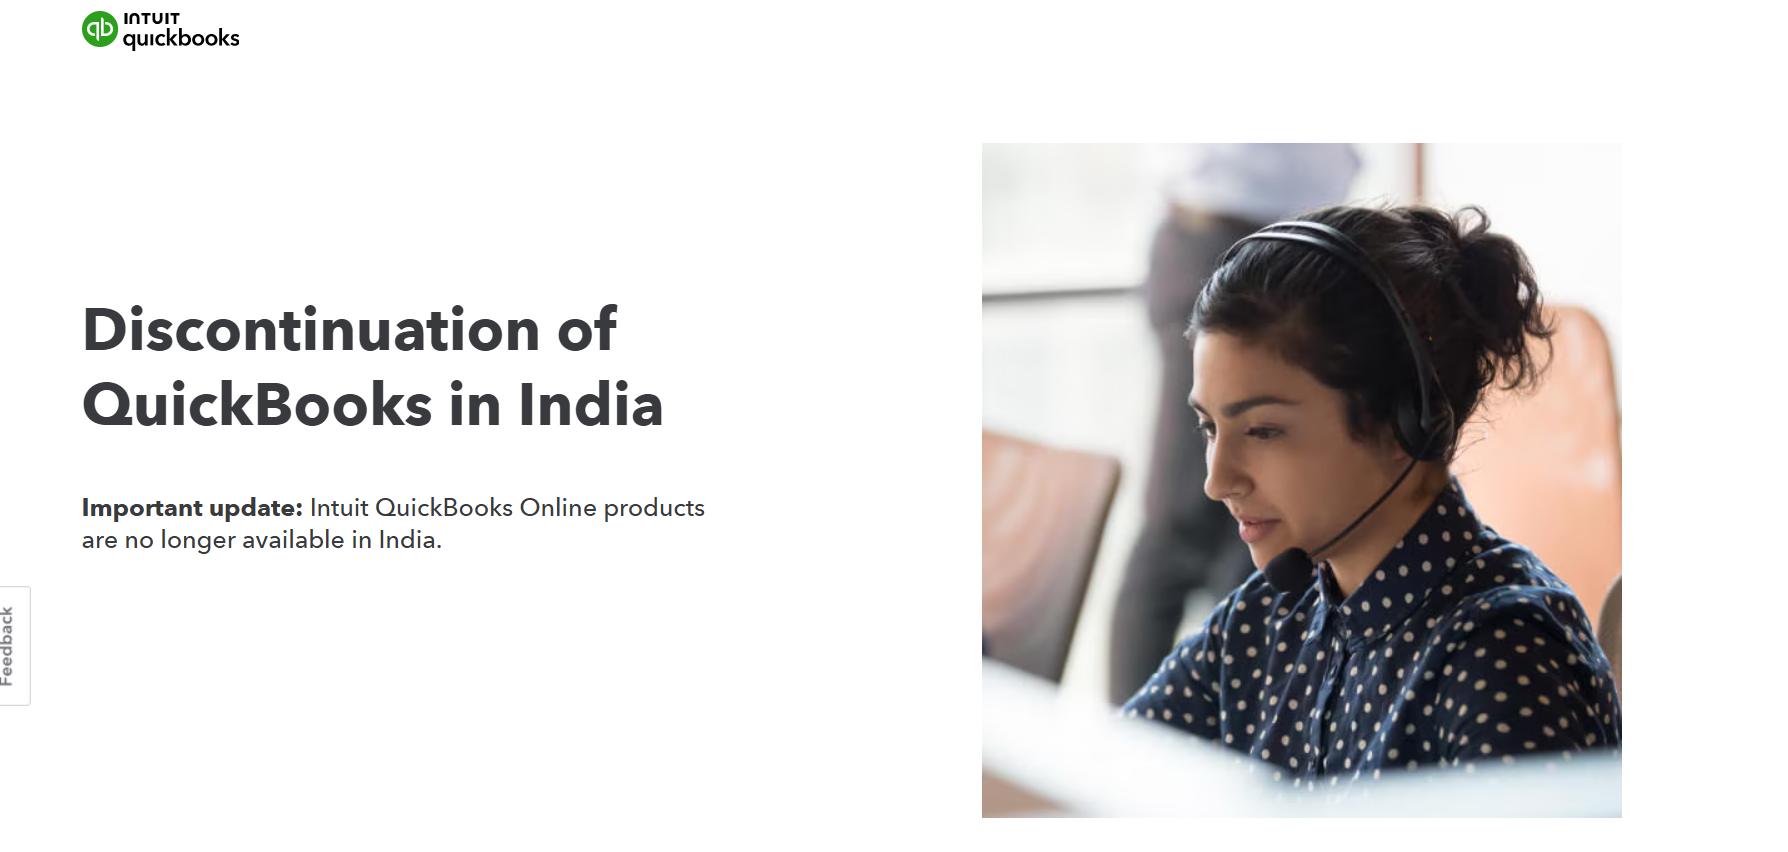 INTUIT
quickbooks
Discontinuation of
QuickBooks in India
Important update: Intuit QuickBooks Online products
are no longer available in India.
Feedback